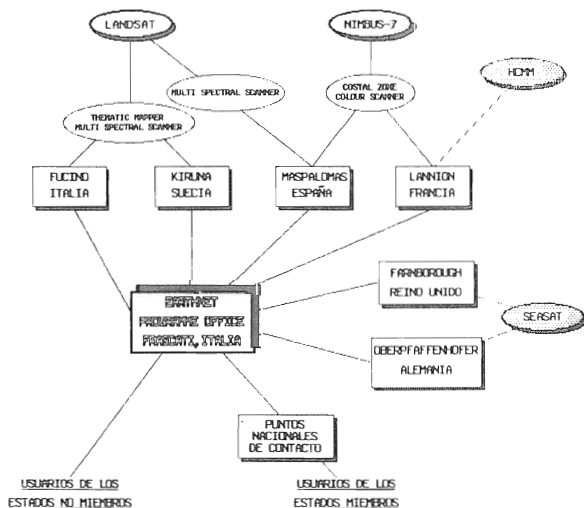 LANDSAT
NIMBUS-7
HCMM
MULTI SPECTRAL SCANNER
COSTAL ZONE
COLOUR SCANNER
THEMATIC MAPPER
MULTI SPECTRAL SCANNER
FUCINO
ITALIA
KIRUNA
SUECIA
MASPALOMAS
ESPAÑA
LANNION
FRANCIA
EARTHNET
PROGRAMME OFFICE
FRASCATI, ITALIA
FARNBOROUGH
REINO UNIDO
SEASAT
OBERPFAFFENHOFER
ALEMANIA
PUNTOS
NACIONALES
DE CONTACTO
USUARIOS DE LOS
ESTADOS NO MIEMBROS
USUARIOS DE LOS
ESTADOS MIEMBROS